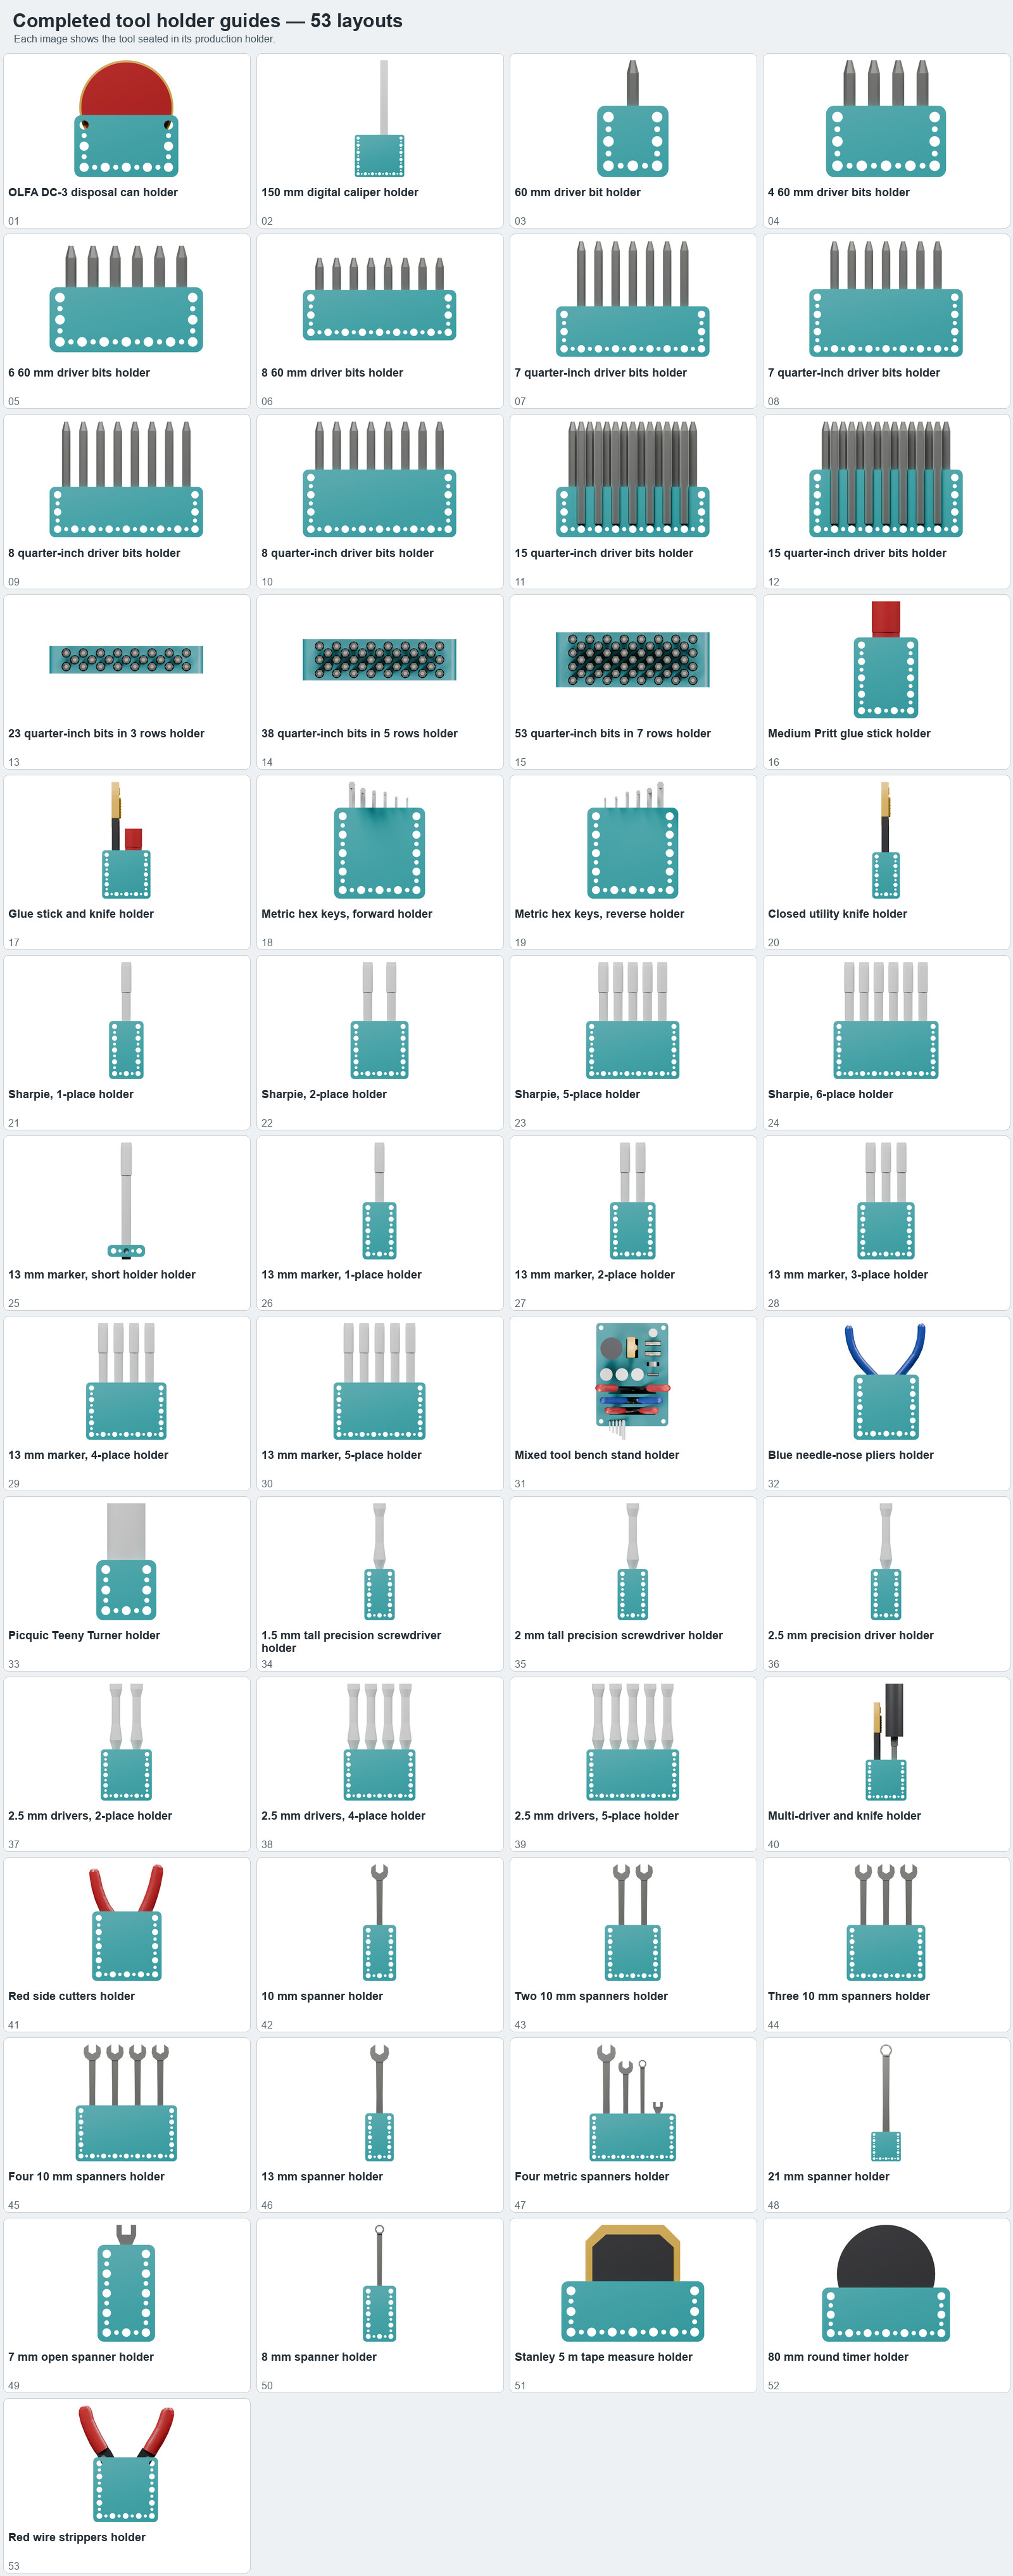 Completed tool holder guides — 53 layouts
Each image shows the tool seated in its production holder.
OLFA DC-3 disposal can holder
01
150 mm digital caliper holder
02
60 mm driver bit holder
03
4 60 mm driver bits holder
04
6 60 mm driver bits holder
05
8 60 mm driver bits holder
06
7 quarter-inch driver bits holder
07
7 quarter-inch driver bits holder
08
8 quarter-inch driver bits holder
09
8 quarter-inch driver bits holder
10
15 quarter-inch driver bits holder
11
15 quarter-inch driver bits holder
12
23 quarter-inch bits in 3 rows holder
13
38 quarter-inch bits in 5 rows holder
14
53 quarter-inch bits in 7 rows holder
15
Medium Pritt glue stick holder
16
Glue stick and knife holder
17
Metric hex keys, forward holder
18
Metric hex keys, reverse holder
19
Closed utility knife holder
20
Sharpie, 1-place holder
21
Sharpie, 2-place holder
22
Sharpie, 5-place holder
23
Sharpie, 6-place holder
24
13 mm marker, short holder holder
25
13 mm marker, 1-place holder
26
13 mm marker, 2-place holder
27
13 mm marker, 3-place holder
28
13 mm marker, 4-place holder
29
13 mm marker, 5-place holder
30
Mixed tool bench stand holder
31
Blue needle-nose pliers holder
32
Picquic Teeny Turner holder
33
1.5 mm tall precision screwdriver
holder
34
2 mm tall precision screwdriver holder
35
2.5 mm precision driver holder
36
2.5 mm drivers, 2-place holder
37
2.5 mm drivers, 4-place holder
38
2.5 mm drivers, 5-place holder
39
Multi-driver and knife holder
40
Red side cutters holder
41
10 mm spanner holder
42
Two 10 mm spanners holder
43
Three 10 mm spanners holder
44
Four 10 mm spanners holder
45
13 mm spanner holder
46
Four metric spanners holder
47
21 mm spanner holder
48
7 mm open spanner holder
49
8 mm spanner holder
50
Stanley 5 m tape measure holder
51
80 mm round timer holder
52
Red wire strippers holder
53